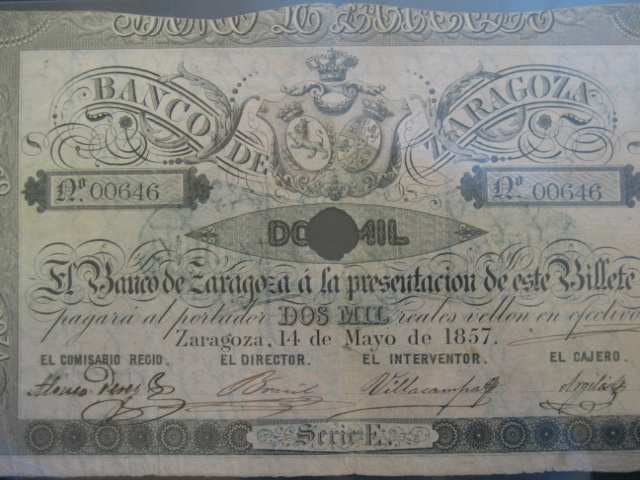 BANCO DE ZARAGOZA
Nº 00646
Nº 00646
DO MIL
El Banco de Zaragoza á la presentacion de este Billete
pagará al portador DOS MIL reales vellon en efectivo
Zaragoza, 14 de Mayo de 1857.
EL COMISARIO REGIO. EL DIRECTOR. EL INTERVENTOR. EL CAJERO.
Villacampa
Serie E.